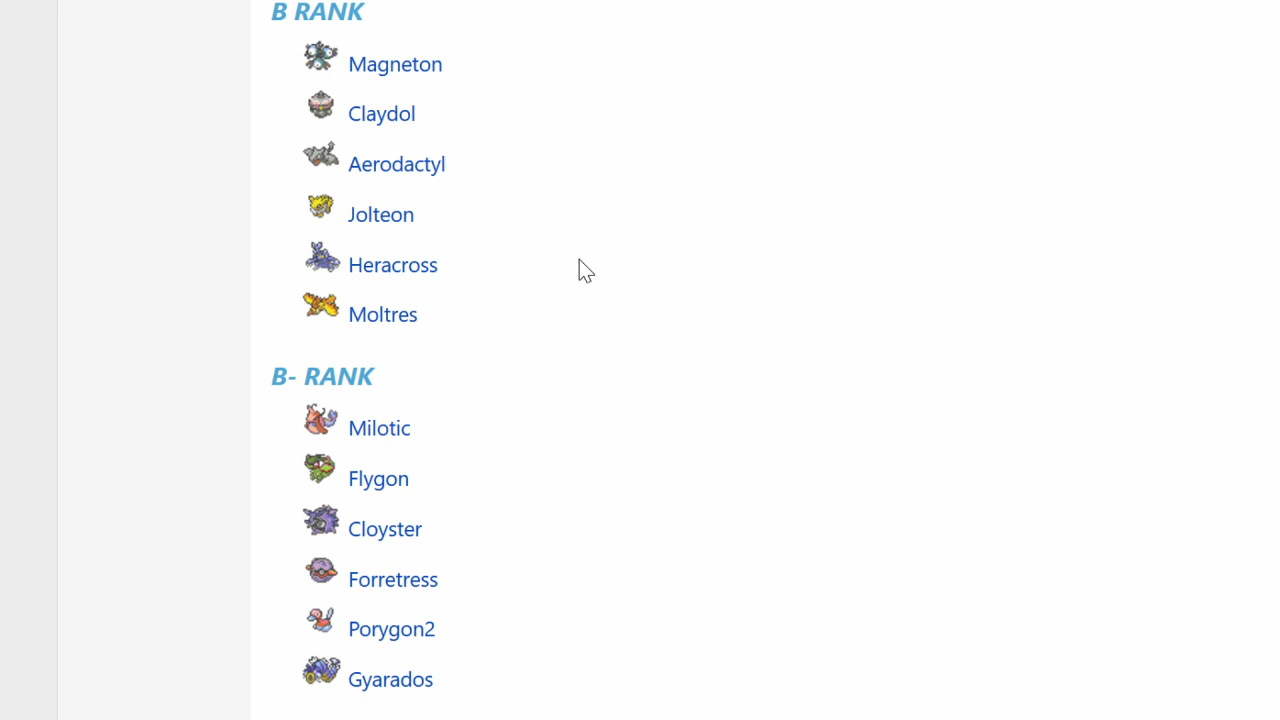 B RANK
Magneton
Claydol
Aerodactyl
Jolteon
Heracross
Moltres
B- RANK
Milotic
Flygon
Cloyster
Forretress
Porygon2
Gyarados